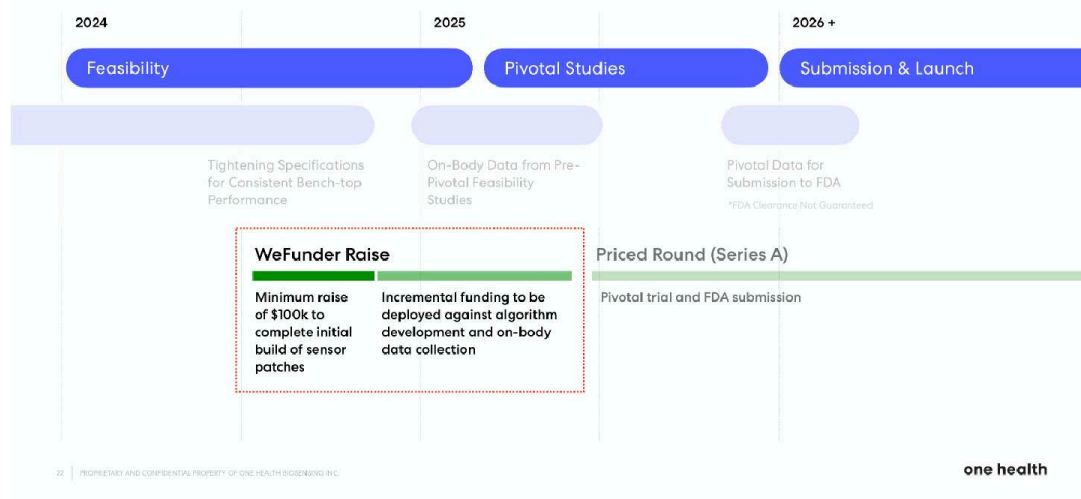 2024
2025
2026 +
Feasibility
Pivotal Studies
Submission & Launch
Tightening Specifications
for Consistent Bench-top
Performance
On-Body Data from Pre-
Pivotal Feasibility
Studies
Pivotal Data for
Submission to FDA
*FDA Clearance Not Guaranteed
WeFunder Raise
Minimum raise
of $100k to
complete initial
build of sensor
patches
Incremental funding to be
deployed against algorithm
development and on-body
data collection
Priced Round (Series A)
Pivotal trial and FDA submission
22
PROPRIETARY AND CONFIDENTIAL PROPERTY OF ONE HEALTH BIOSENSING INC.
one health